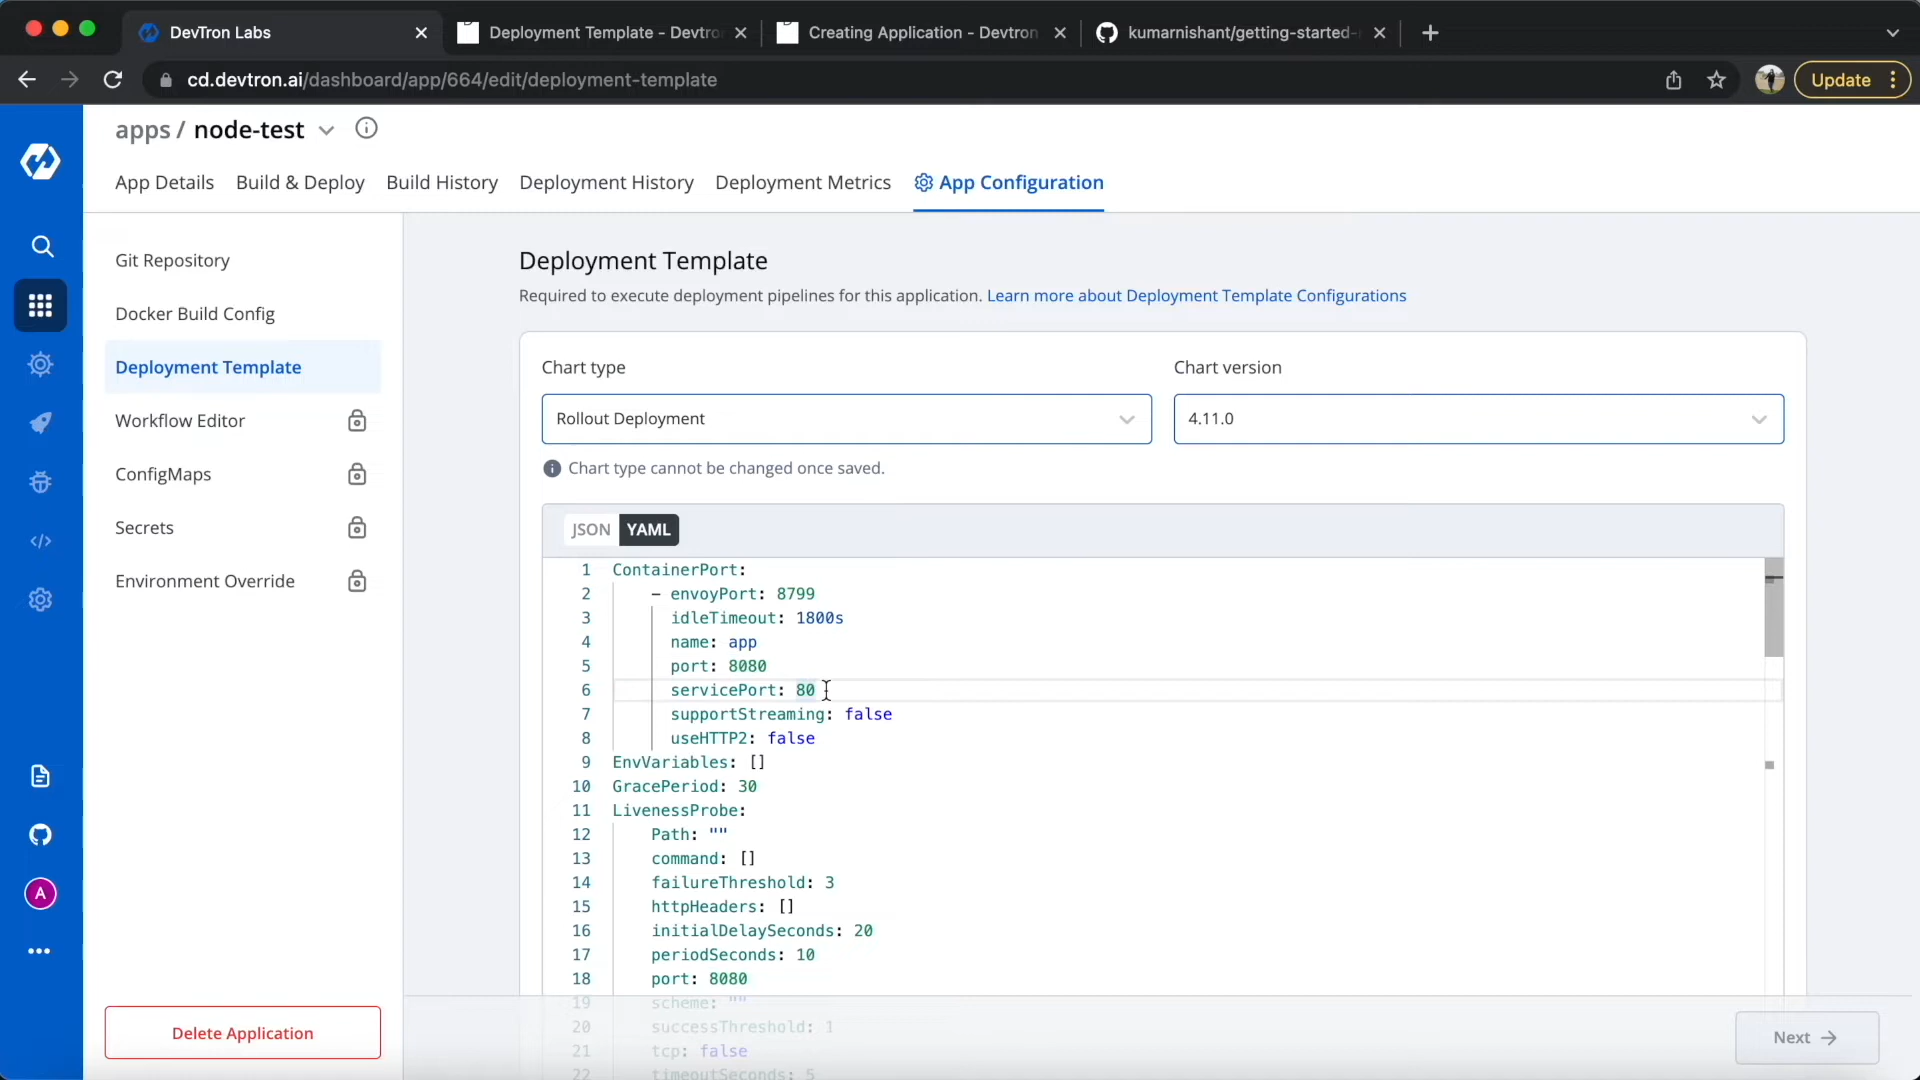 DevTron Labs
Deployment Template - Devtro
Creating Application - Devtron
kumarnishant/getting-started-
cd.devtron.ai/dashboard/app/664/edit/deployment-template
Update
apps / node-test
App Details
Build & Deploy
Build History
Deployment History
Deployment Metrics
App Configuration
Git Repository
Docker Build Config
Deployment Template
Workflow Editor
ConfigMaps
Secrets
Environment Override
Delete Application
A
Deployment Template
Required to execute deployment pipelines for this application. Learn more about Deployment Template Configurations
Chart type
Chart version
Rollout Deployment
4.11.0
Chart type cannot be changed once saved.
JSON YAML
1 ContainerPort:
2 - envoyPort: 8799
3 idleTimeout: 1800s
4 name: app
5 port: 8080
6 servicePort: 80
7 supportStreaming: false
8 useHTTP2: false
9 EnvVariables: []
10 GracePeriod: 30
11 LivenessProbe:
12 Path: ""
13 command: []
14 failureThreshold: 3
15 httpHeaders: []
16 initialDelaySeconds: 20
17 periodSeconds: 10
18 port: 8080
19 scheme: ""
20 successThreshold: 1
21 tcp: false
22 timeoutSeconds: 5
Next